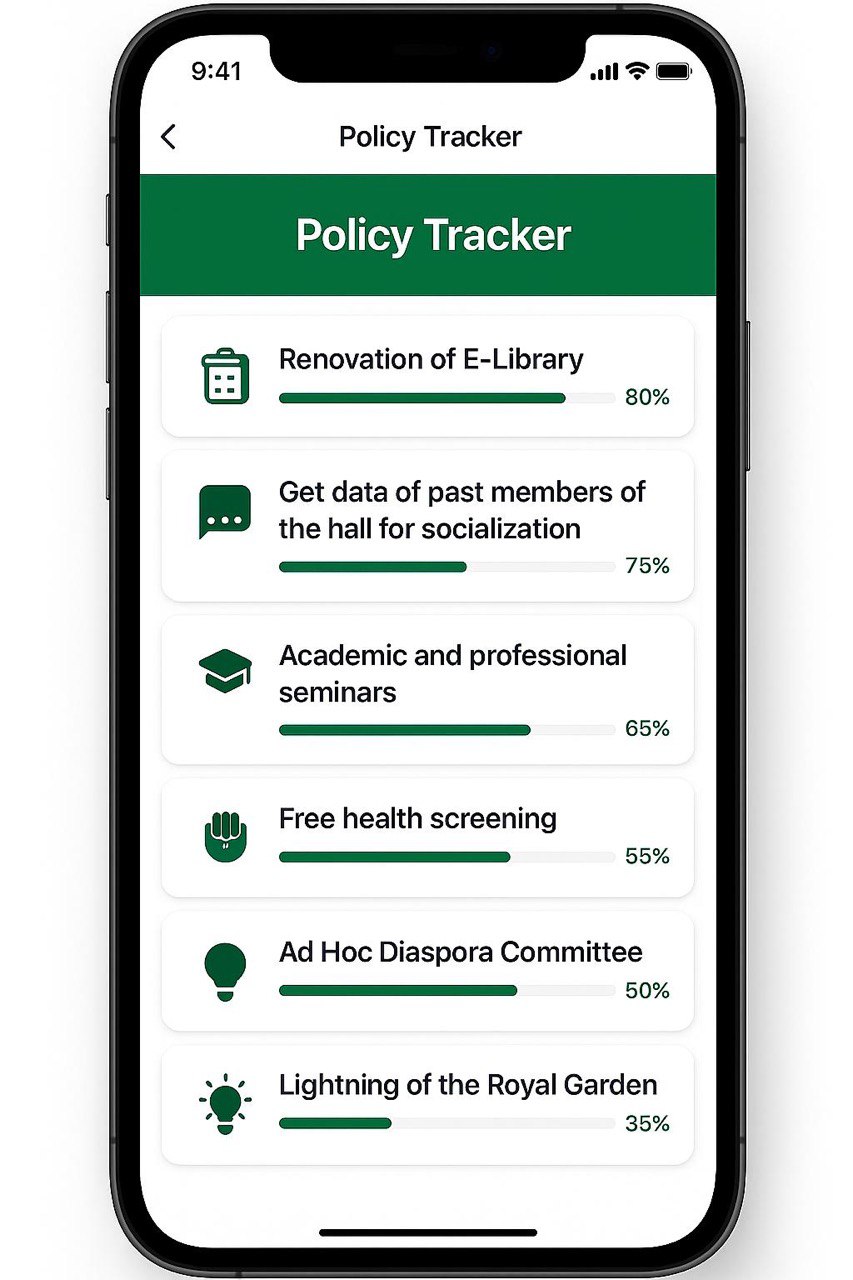 9:41
Policy Tracker
Policy Tracker
Renovation of E-Library
80%
Get data of past members of
the hall for socialization
75%
Academic and professional
seminars
65%
Free health screening
55%
Ad Hoc Diaspora Committee
50%
Lightning of the Royal Garden
35%